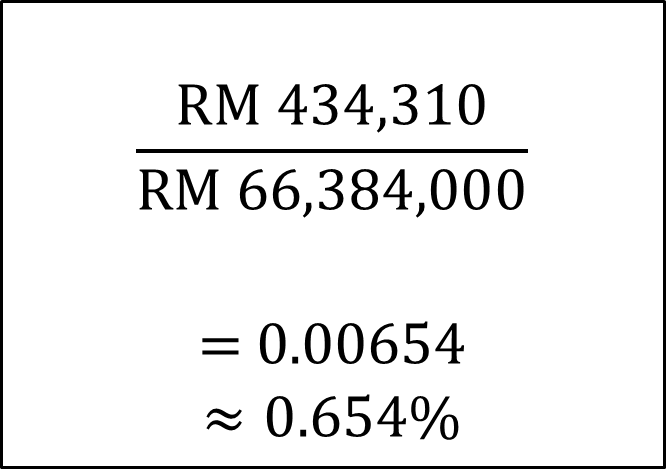 RM 434,310
RM 66,384,000
= 0.00654
≈ 0.654%